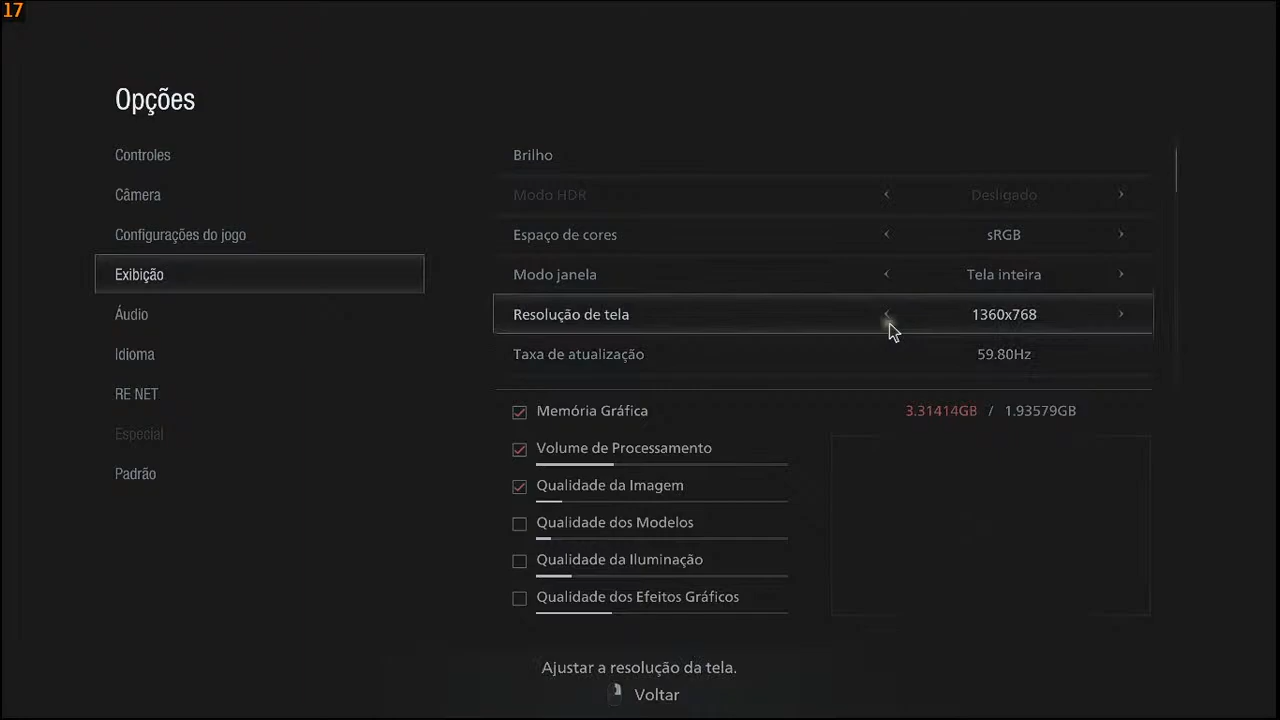 17
Opções
Controles
Câmera
Configurações do jogo
Exibição
Áudio
Idioma
RE NET
Especial
Padrão
Brilho
Modo HDR Desligado
Espaço de cores sRGB
Modo janela Tela inteira
Resolução de tela 1360x768
Taxa de atualização 59.80Hz
Memória Gráfica 3.31414GB / 1.93579GB
Volume de Processamento
Qualidade da Imagem
Qualidade dos Modelos
Qualidade da Iluminação
Qualidade dos Efeitos Gráficos
Ajustar a resolução da tela.
Voltar